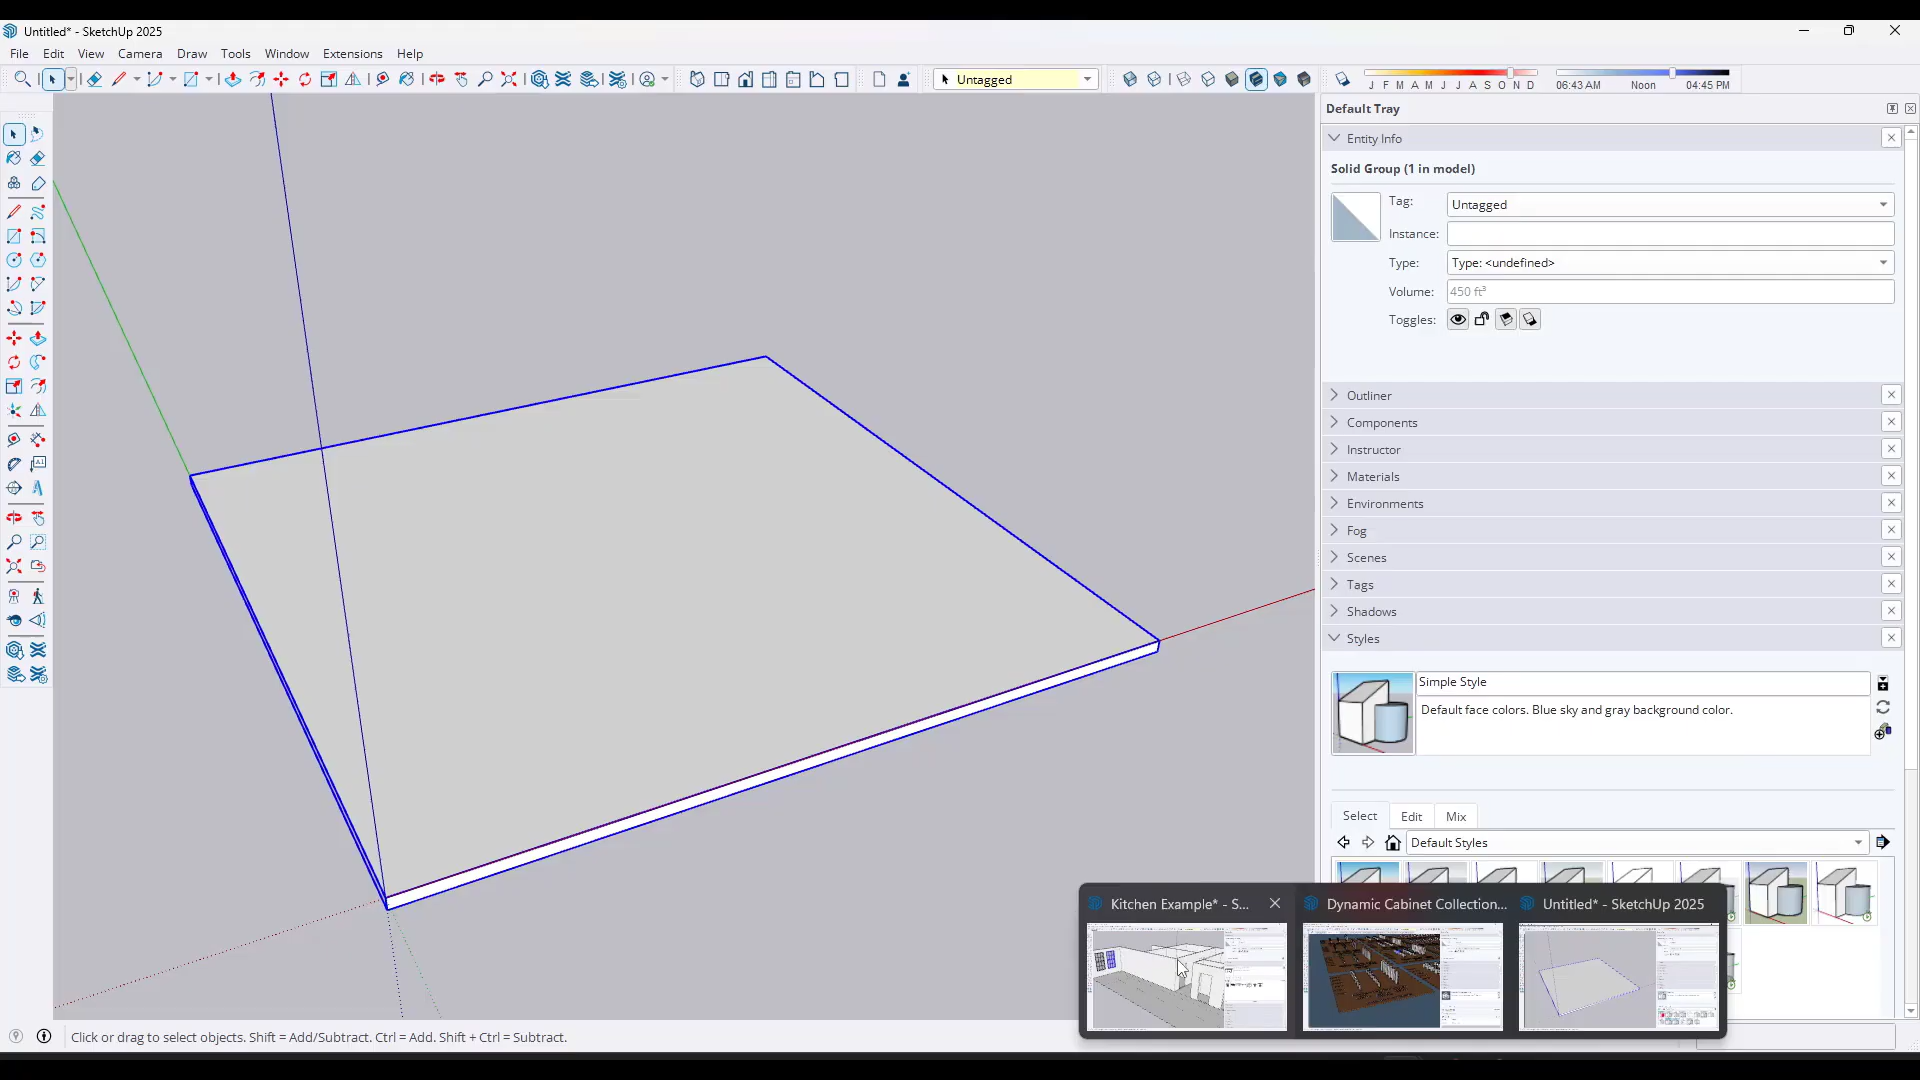 Untitled* - SketchUp 2025
File Edit View Camera Draw Tools Window Extensions Help
Untagged
J F M A M J J A S O N D
06:43 AM Noon 04:45 PM
Default Tray
Entity Info
Solid Group (1 in model)
Tag: Untagged
Instance:
Type: Type: <undefined>
Volume: 450 ft³
Toggles:
Outliner
Components
Instructor
Materials
Environments
Fog
Scenes
Tags
Shadows
Styles
Simple Style
Default face colors. Blue sky and gray background color.
Select Edit Mix
Default Styles
Kitchen Example* - S...
Dynamic Cabinet Collection...
Untitled* - SketchUp 2025
Click or drag to select objects. Shift = Add/Subtract. Ctrl = Add. Shift + Ctrl = Subtract.